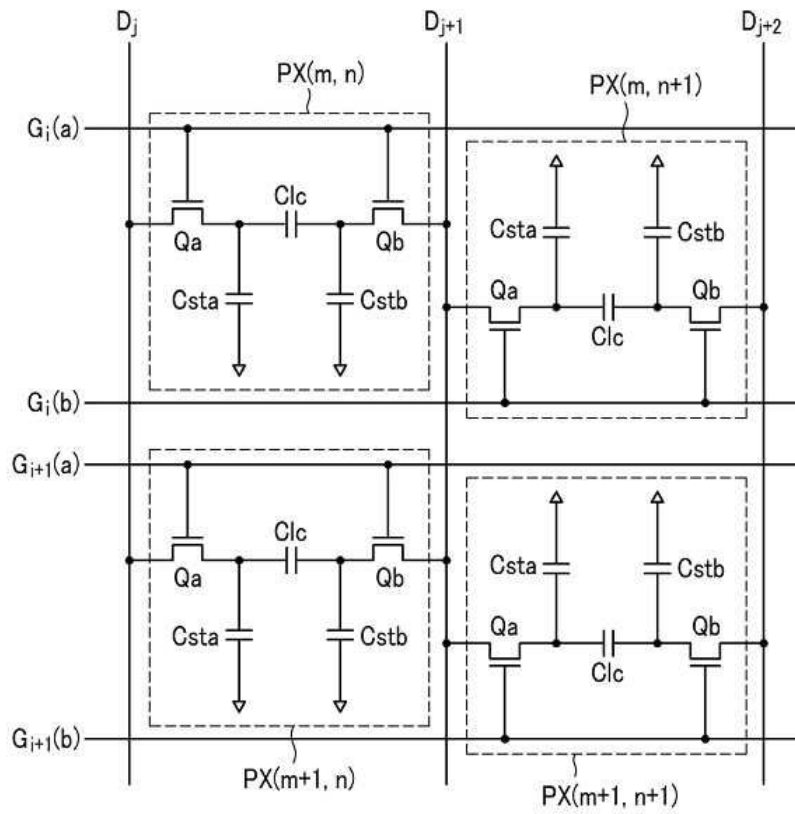 Dj Dj+1 Dj+2
PX(m, n)
PX(m, n+1)
Gi(a)
Clc
Qa Qb
Csta Cstb
Csta Cstb
Qa Qb
Clc
Gi(b)
Gi+1(a)
Clc
Qa Qb
Csta Cstb
Csta Cstb
Qa Qb
Clc
Gi+1(b)
PX(m+1, n)
PX(m+1, n+1)